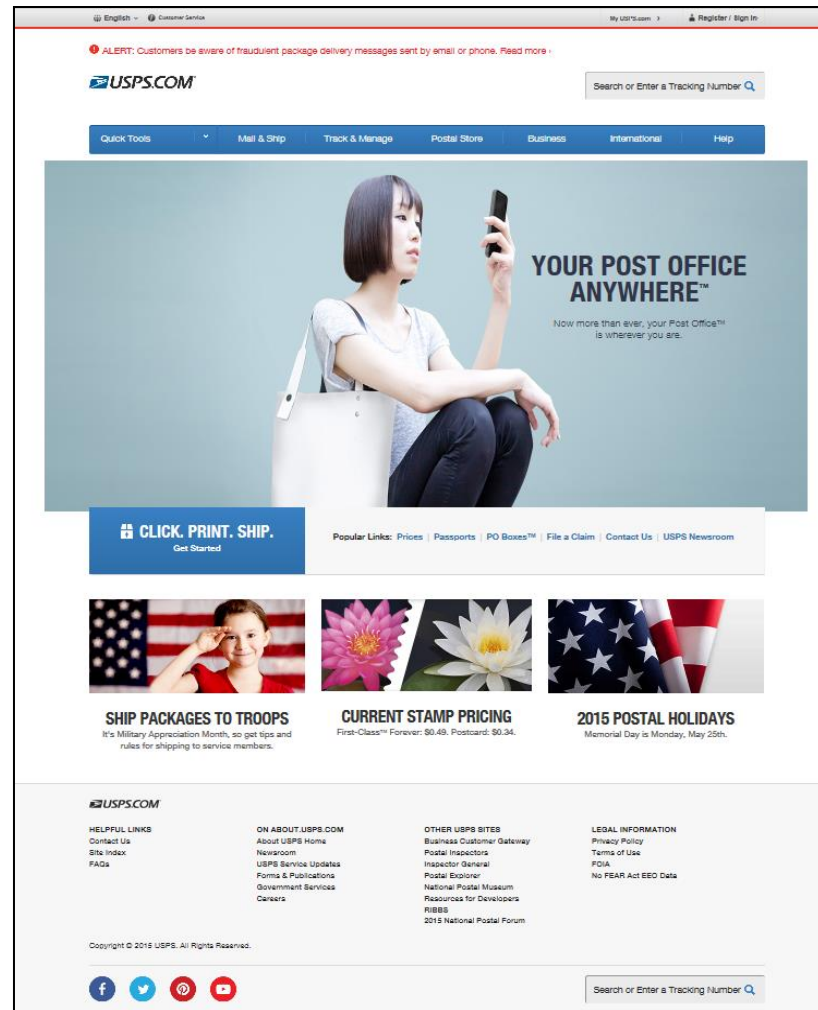 English
Customer Service
My USPS.com
Register / Sign In
ALERT: Customers be aware of fraudulent package delivery messages sent by email or phone. Read more ›
USPS.COM
Search or Enter a Tracking Number
Quick Tools
Mail & Ship
Track & Manage
Postal Store
Business
International
Help
YOUR POST OFFICE
ANYWHERE™
Now more than ever, your Post Office™
is wherever you are.
CLICK. PRINT. SHIP.
Get Started
Popular Links: Prices | Passports | PO Boxes™ | File a Claim | Contact Us | USPS Newsroom
SHIP PACKAGES TO TROOPS
It's Military Appreciation Month, so get tips and
rules for shipping to service members.
CURRENT STAMP PRICING
First-Class™ Forever: $0.49. Postcard: $0.34.
2015 POSTAL HOLIDAYS
Memorial Day is Monday, May 25th.
USPS.COM
HELPFUL LINKS
Contact Us
Site Index
FAQs
ON ABOUT.USPS.COM
About USPS Home
Newsroom
USPS Service Updates
Forms & Publications
Government Services
Careers
OTHER USPS SITES
Business Customer Gateway
Postal Inspectors
Inspector General
Postal Explorer
National Postal Museum
Resources for Developers
RIBBS
2015 National Postal Forum
LEGAL INFORMATION
Privacy Policy
Terms of Use
FOIA
No FEAR Act EEO Data
Copyright © 2015 USPS. All Rights Reserved.
Search or Enter a Tracking Number